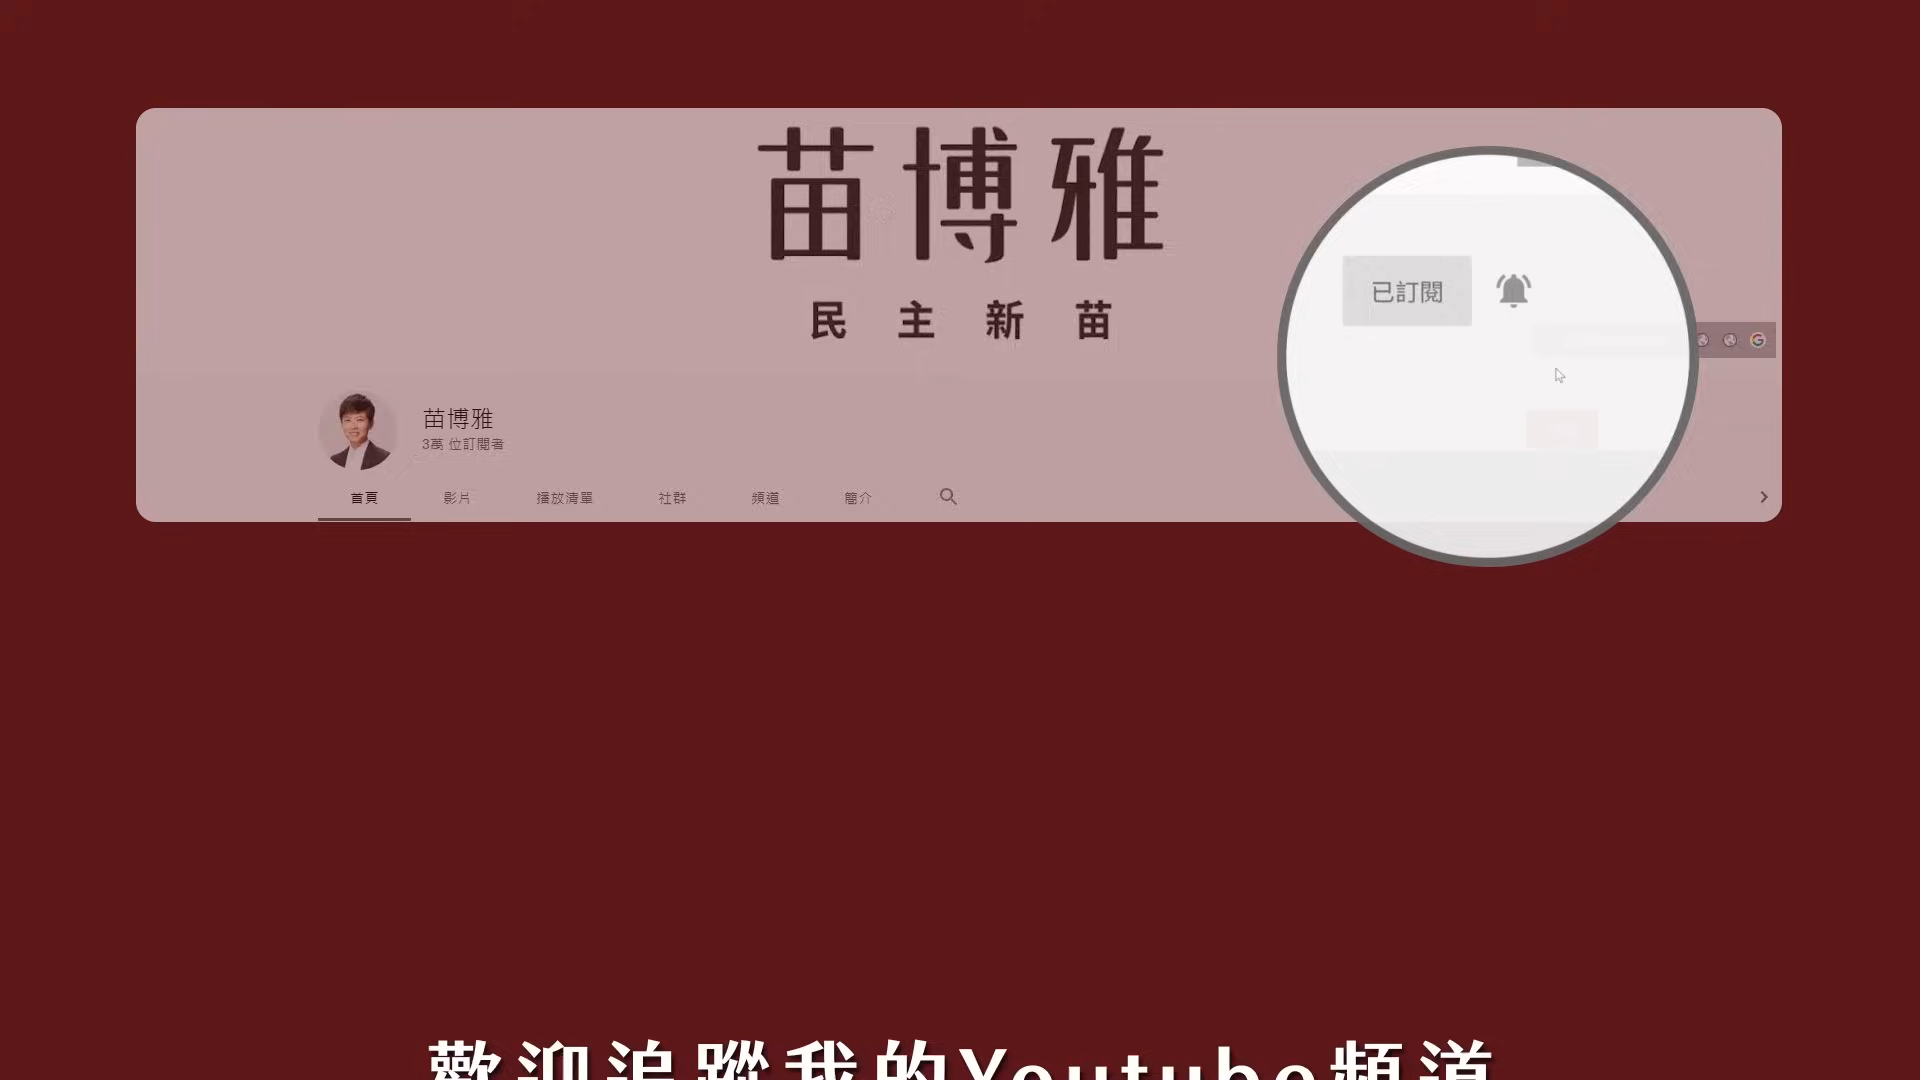 苗博雅
民主新苗
已訂閱
苗博雅
3萬 位訂閱者
首頁 影片 播放清單 社群 頻道 簡介
歡迎追蹤我的Youtube頻道